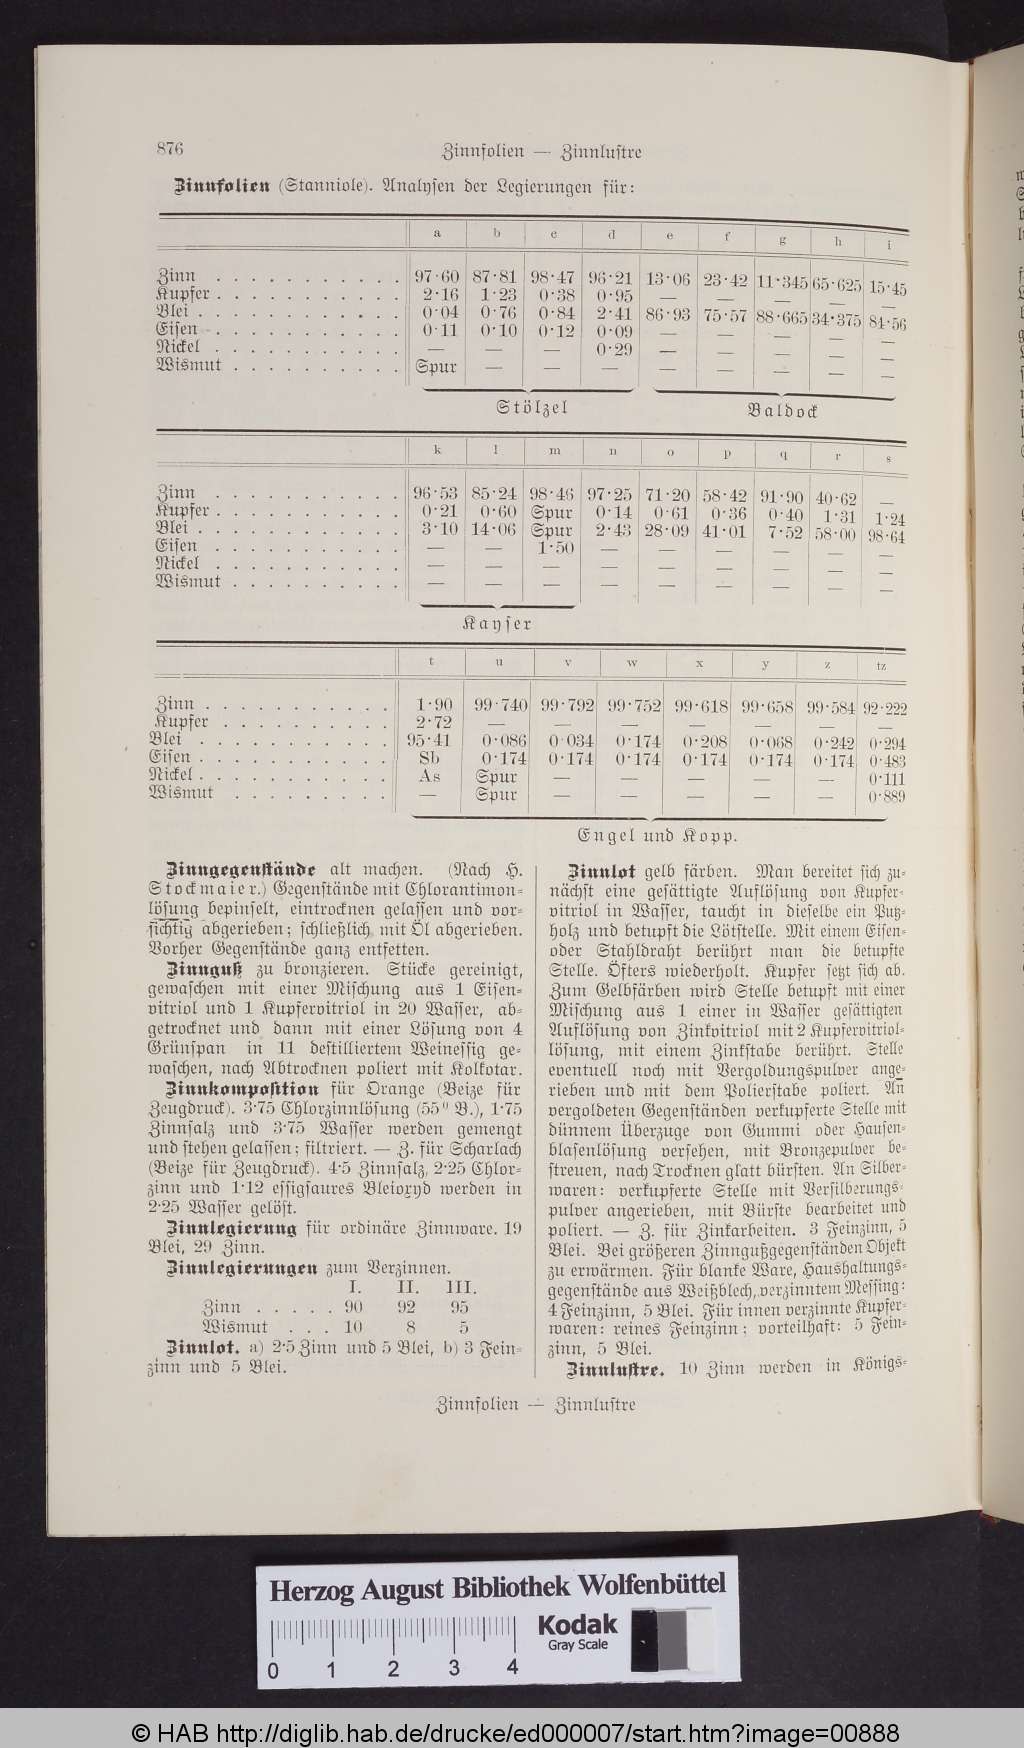 876 Zinnfolien — Zinnlustre
Zinnfolien (Stanniole). Analysen der Legierungen für:
a b c d e f g h i
Zinn . . . . . . . . . . . 97·60 87·81 98·47 96·21 13·06 23·42 11·345 65·625 15·45
Kupfer . . . . . . . . . . . 2·16 1·23 0·38 0·95 — — — — —
Blei . . . . . . . . . . . . 0·04 0·76 0·84 2·41 86·93 75·57 88·665 34·375 84·56
Eisen . . . . . . . . . . . 0·11 0·10 0·12 0·09 — — — — —
Nickel . . . . . . . . . . . — — — 0·29 — — — — —
Wismut . . . . . . . . . . Spur — — — — — — — —
Stölzel Baldock
k l m n o p q r s
Zinn . . . . . . . . . . . 96·53 85·24 98·46 97·25 71·20 58·42 91·90 40·62 —
Kupfer . . . . . . . . . . . 0·21 0·60 Spur 0·14 0·61 0·36 0·40 1·31 1·24
Blei . . . . . . . . . . . . 3·10 14·06 Spur 2·43 28·09 41·01 7·52 58·00 98·64
Eisen . . . . . . . . . . . — — 1·50 — — — — — —
Nickel . . . . . . . . . . . — — — — — — — — —
Wismut . . . . . . . . . . — — — — — — — — —
Kayser
t u v w x y z tz
Zinn . . . . . . . . . . . 1·90 99·740 99·792 99·752 99·618 99·658 99·584 92·222
Kupfer . . . . . . . . . . 2·72 — — — — — — —
Blei . . . . . . . . . . . 95·41 0·086 0·034 0·174 0·208 0·068 0·242 0·294
Eisen . . . . . . . . . . . Sb 0·174 0·174 0·174 0·174 0·174 0·174 0·483
Nickel . . . . . . . . . . . As Spur — — — — — 0·111
Wismut . . . . . . . . . — Spur — — — — — 0·889
Engel und Kopp.
Zinngegenstände alt machen. (Nach H.
Stockmaier.) Gegenstände mit Chlorantimon-
lösung bepinselt, eintrocknen gelassen und vor-
sichtig abgerieben; schließlich mit Öl abgerieben.
Vorher Gegenstände ganz entfetten.
Zinnguß zu bronzieren. Stücke gereinigt,
gewaschen mit einer Mischung aus 1 Eisen-
vitriol und 1 Kupfervitriol in 20 Wasser, ab-
getrocknet und dann mit einer Lösung von 4
Grünspan in 11 destilliertem Weinessig ge-
waschen, nach Abtrocknen poliert mit Kolkotar.
Zinnkomposition für Orange (Beize für
Zeugdruck). 3·75 Chlorzinnlösung (55° B.), 1·75
Zinnsalz und 3·75 Wasser werden gemengt
und stehen gelassen; filtriert. — Z. für Scharlach
(Beize für Zeugdruck). 4·5 Zinnsalz, 2·25 Chlor-
zinn und 1·12 essigsaures Bleioxyd werden in
2·25 Wasser gelöst.
Zinnlegierung für ordinäre Zinnware. 19
Blei, 29 Zinn.
Zinnlegierungen zum Verzinnen.
I. II. III.
Zinn . . . . . 90 92 95
Wismut . . . 10 8 5
Zinnlot. a) 2·5 Zinn und 5 Blei, b) 3 Fein-
zinn und 5 Blei.
Zinnlot gelb färben. Man bereitet sich zu-
nächst eine gesättigte Auflösung von Kupfer-
vitriol in Wasser, taucht in dieselbe ein Putz-
holz und betupft die Lötstelle. Mit einem Eisen-
oder Stahldraht berührt man die betupfte
Stelle. Öfters wiederholt. Kupfer setzt sich ab.
Zum Gelbfärben wird Stelle betupft mit einer
Mischung aus 1 einer in Wasser gesättigten
Auflösung von Zinkvitriol mit 2 Kupfervitriol-
lösung, mit einem Zinkstabe berührt. Stelle
eventuell noch mit Vergoldungspulver ange-
rieben und mit dem Polierstabe poliert. An
vergoldeten Gegenständen verkupferte Stelle mit
dünnem Überzuge von Gummi oder Hausen-
blasenlösung versehen, mit Bronzepulver be-
streuen, nach Trocknen glatt bürsten. An Silber-
waren: verkupferte Stelle mit Versilberungs-
pulver angerieben, mit Bürste bearbeitet und
poliert. — Z. für Zinkarbeiten. 3 Feinzinn, 5
Blei. Bei größeren Zinngußgegenständen Objekt
zu erwärmen. Für blanke Ware, Haushaltungs-
gegenstände aus Weißblech, verzinntem Messing:
4 Feinzinn, 5 Blei. Für innen verzinnte Kupfer-
waren: reines Feinzinn; vorteilhaft: 5 Fein-
zinn, 5 Blei.
Zinnlustre. 10 Zinn werden in Königs-
Zinnfolien — Zinnlustre
Herzog August Bibliothek Wolfenbüttel
Kodak
Gray Scale
0 1 2 3 4
© HAB http://diglib.hab.de/drucke/ed000007/start.htm?image=00888